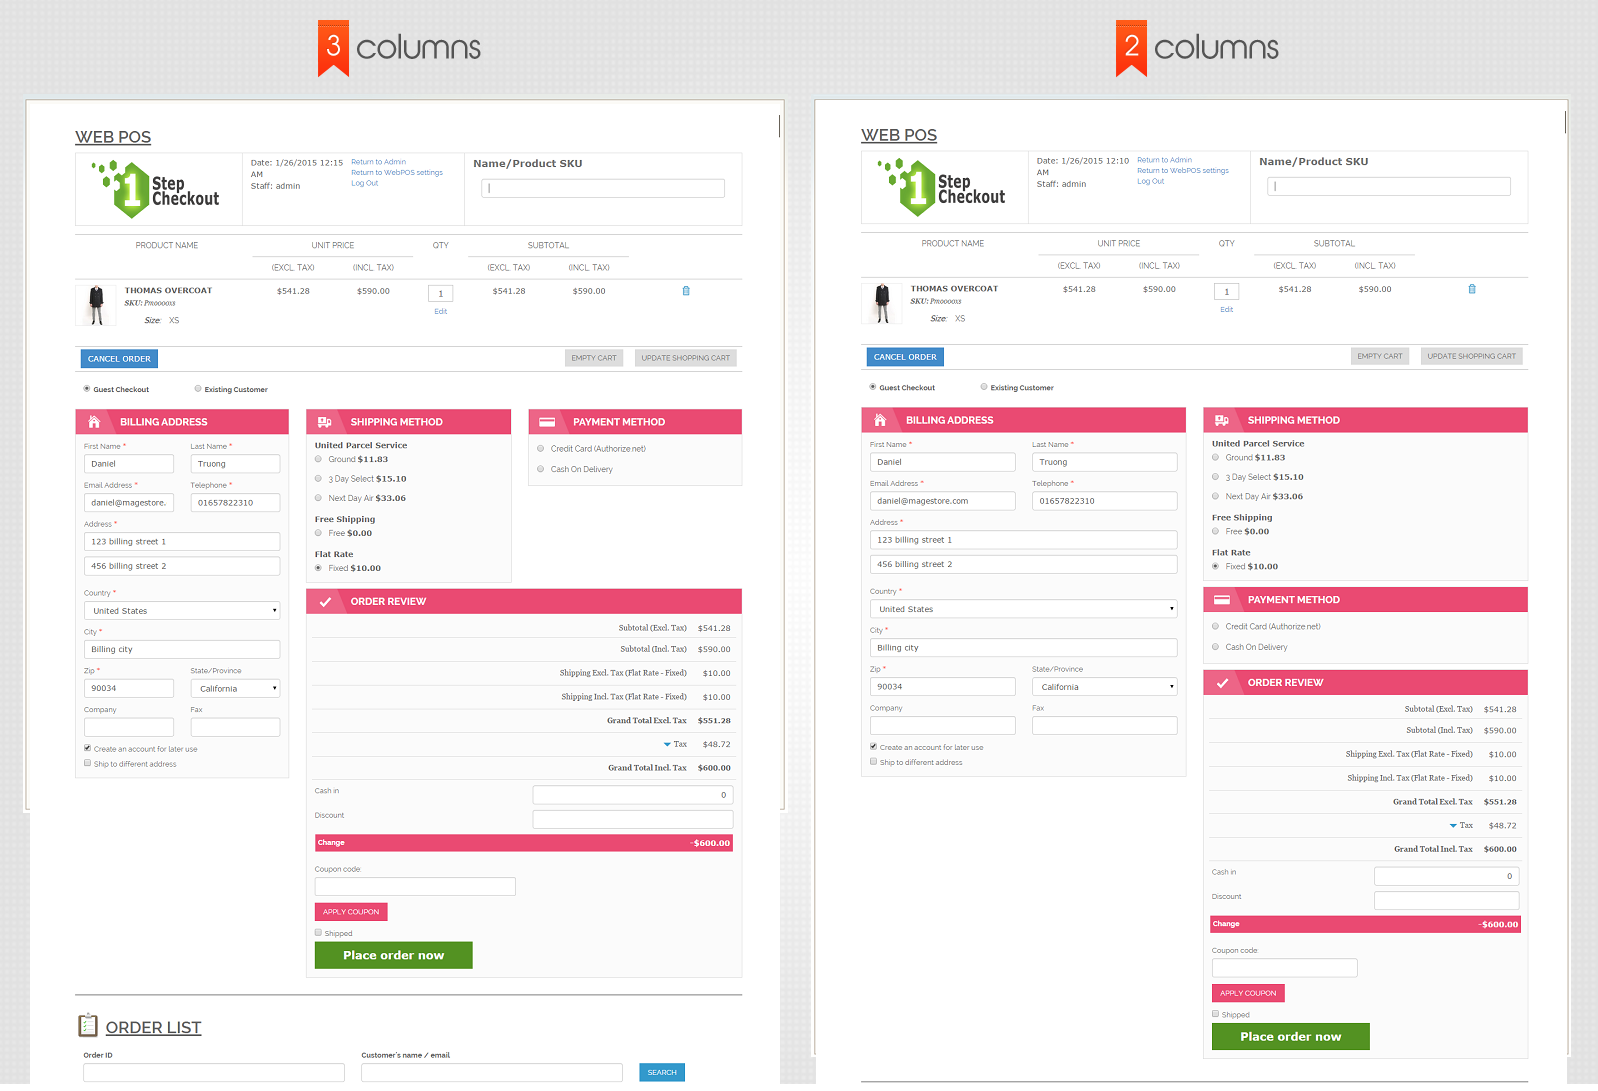 3 columns
WEB POS
1 Step Checkout
Date: 1/26/2015 12:15 AM
Staff: admin
Return to Admin
Return to WebPOS settings
Log Out
Name/Product SKU
PRODUCT NAME UNIT PRICE QTY SUBTOTAL
(EXCL. TAX) (INCL. TAX) (EXCL. TAX) (INCL. TAX)
THOMAS OVERCOAT $541.28 $590.00 1 $541.28 $590.00
SKU: Pm0000xs
Edit
Size: XS
CANCEL ORDER EMPTY CART UPDATE SHOPPING CART
Guest Checkout Existing Customer
BILLING ADDRESS
First Name * Last Name *
Daniel Truong
Email Address * Telephone *
daniel@magestore. 01657822310
Address *
123 billing street 1
456 billing street 2
Country *
United States
City *
Billing city
Zip * State/Province
90034 California
Company Fax
Create an account for later use
Ship to different address
SHIPPING METHOD
United Parcel Service
Ground $11.83
3 Day Select $15.10
Next Day Air $33.06
Free Shipping
Free $0.00
Flat Rate
Fixed $10.00
PAYMENT METHOD
Credit Card (Authorize.net)
Cash On Delivery
ORDER REVIEW
Subtotal (Excl. Tax) $541.28
Subtotal (Incl. Tax) $590.00
Shipping Excl. Tax (Flat Rate - Fixed) $10.00
Shipping Incl. Tax (Flat Rate - Fixed) $10.00
Grand Total Excl. Tax $551.28
Tax $48.72
Grand Total Incl. Tax $600.00
Cash in 0
Discount
Change -$600.00
Coupon code:
APPLY COUPON
Shipped
Place order now
ORDER LIST
Order ID Customer's name / email
SEARCH
2 columns
WEB POS
1 Step Checkout
Date: 1/26/2015 12:10 AM
Staff: admin
Return to Admin
Return to WebPOS settings
Log Out
Name/Product SKU
PRODUCT NAME UNIT PRICE QTY SUBTOTAL
(EXCL. TAX) (INCL. TAX) (EXCL. TAX) (INCL. TAX)
THOMAS OVERCOAT $541.28 $590.00 1 $541.28 $590.00
SKU: Pm0000xs
Edit
Size: XS
CANCEL ORDER EMPTY CART UPDATE SHOPPING CART
Guest Checkout Existing Customer
BILLING ADDRESS
First Name * Last Name *
Daniel Truong
Email Address * Telephone *
daniel@magestore.com 01657822310
Address *
123 billing street 1
456 billing street 2
Country *
United States
City *
Billing city
Zip * State/Province
90034 California
Company Fax
Create an account for later use
Ship to different address
SHIPPING METHOD
United Parcel Service
Ground $11.83
3 Day Select $15.10
Next Day Air $33.06
Free Shipping
Free $0.00
Flat Rate
Fixed $10.00
PAYMENT METHOD
Credit Card (Authorize.net)
Cash On Delivery
ORDER REVIEW
Subtotal (Excl. Tax) $541.28
Subtotal (Incl. Tax) $590.00
Shipping Excl. Tax (Flat Rate - Fixed) $10.00
Shipping Incl. Tax (Flat Rate - Fixed) $10.00
Grand Total Excl. Tax $551.28
Tax $48.72
Grand Total Incl. Tax $600.00
Cash in 0
Discount
Change -$600.00
Coupon code:
APPLY COUPON
Shipped
Place order now